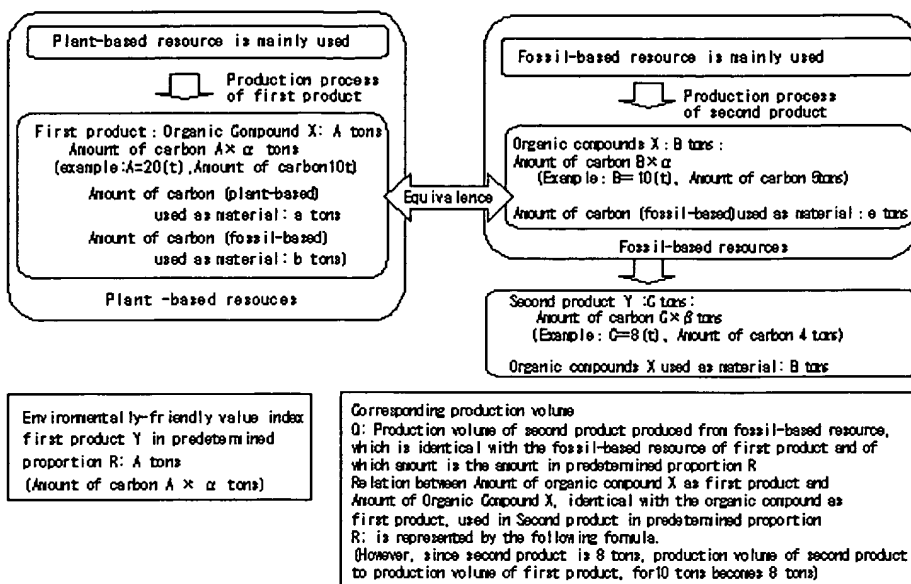 Plant-based resource is mainly used
Production process
of first product
First product : Organic Compound X: A tons
Amount of carbon A× α tons
(example:A=20(t),Amount of carbon10t)
Amount of carbon (plant-based)
used as material: a tons
Amount of carbon (fossil-based)
used as material: b tons)
Plant -based resouces
Equivalence
Fossil-based resource is mainly used
Production process
of second product
Organic compounds X : B tons :
Amount of carbon B× α
(Example : B= 10(t), Amount of carbon 5tons)
Amount of carbon (fossil-based)used as material : e tons
Fossil-based resources
Second product Y :C tons :
Amount of carbon C× β tons
(Example : C=8(t), Amount of carbon 4 tons)
Organic compounds X used as material: B tons
Environmentally-friendly value index
first product Y in predetermined
proportion R: A tons
(Amount of carbon A × α tons)
Corresponding production volume
Q: Production volume of second product produced from fossil-based resource,
which is identical with the fossil-based resource of first product and of
which amount is the amount in predetermined proportion R
Relation between Amount of organic compound X as first product and
Amount of Organic Compound X, identical with the organic compound as
first product, used in Second product in predetermined proportion
R; is represented by the following formula.
(However, since second product is 8 tons, production volume of second product
to production volume of first product, for10 tons becomes 8 tons)